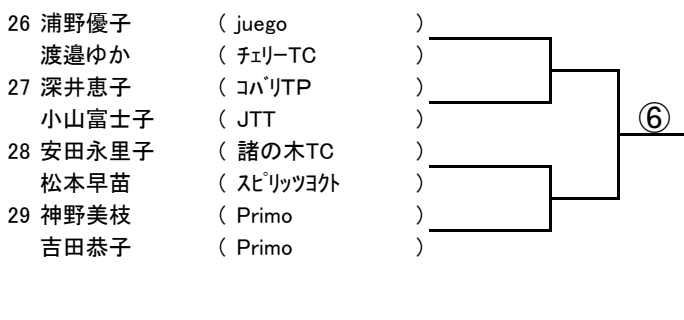 26 浦野優子 ( juego )
渡邉ゆか ( ﾁｪﾘｰTC )
27 深井恵子 ( ｺﾊﾞﾘTP )
小山富士子 ( JTT )
⑥
28 安田永里子 ( 諸の木TC )
松本早苗 ( ｽﾋﾟﾘｯﾂﾖｸﾄ )
29 神野美枝 ( Primo )
吉田恭子 ( Primo )